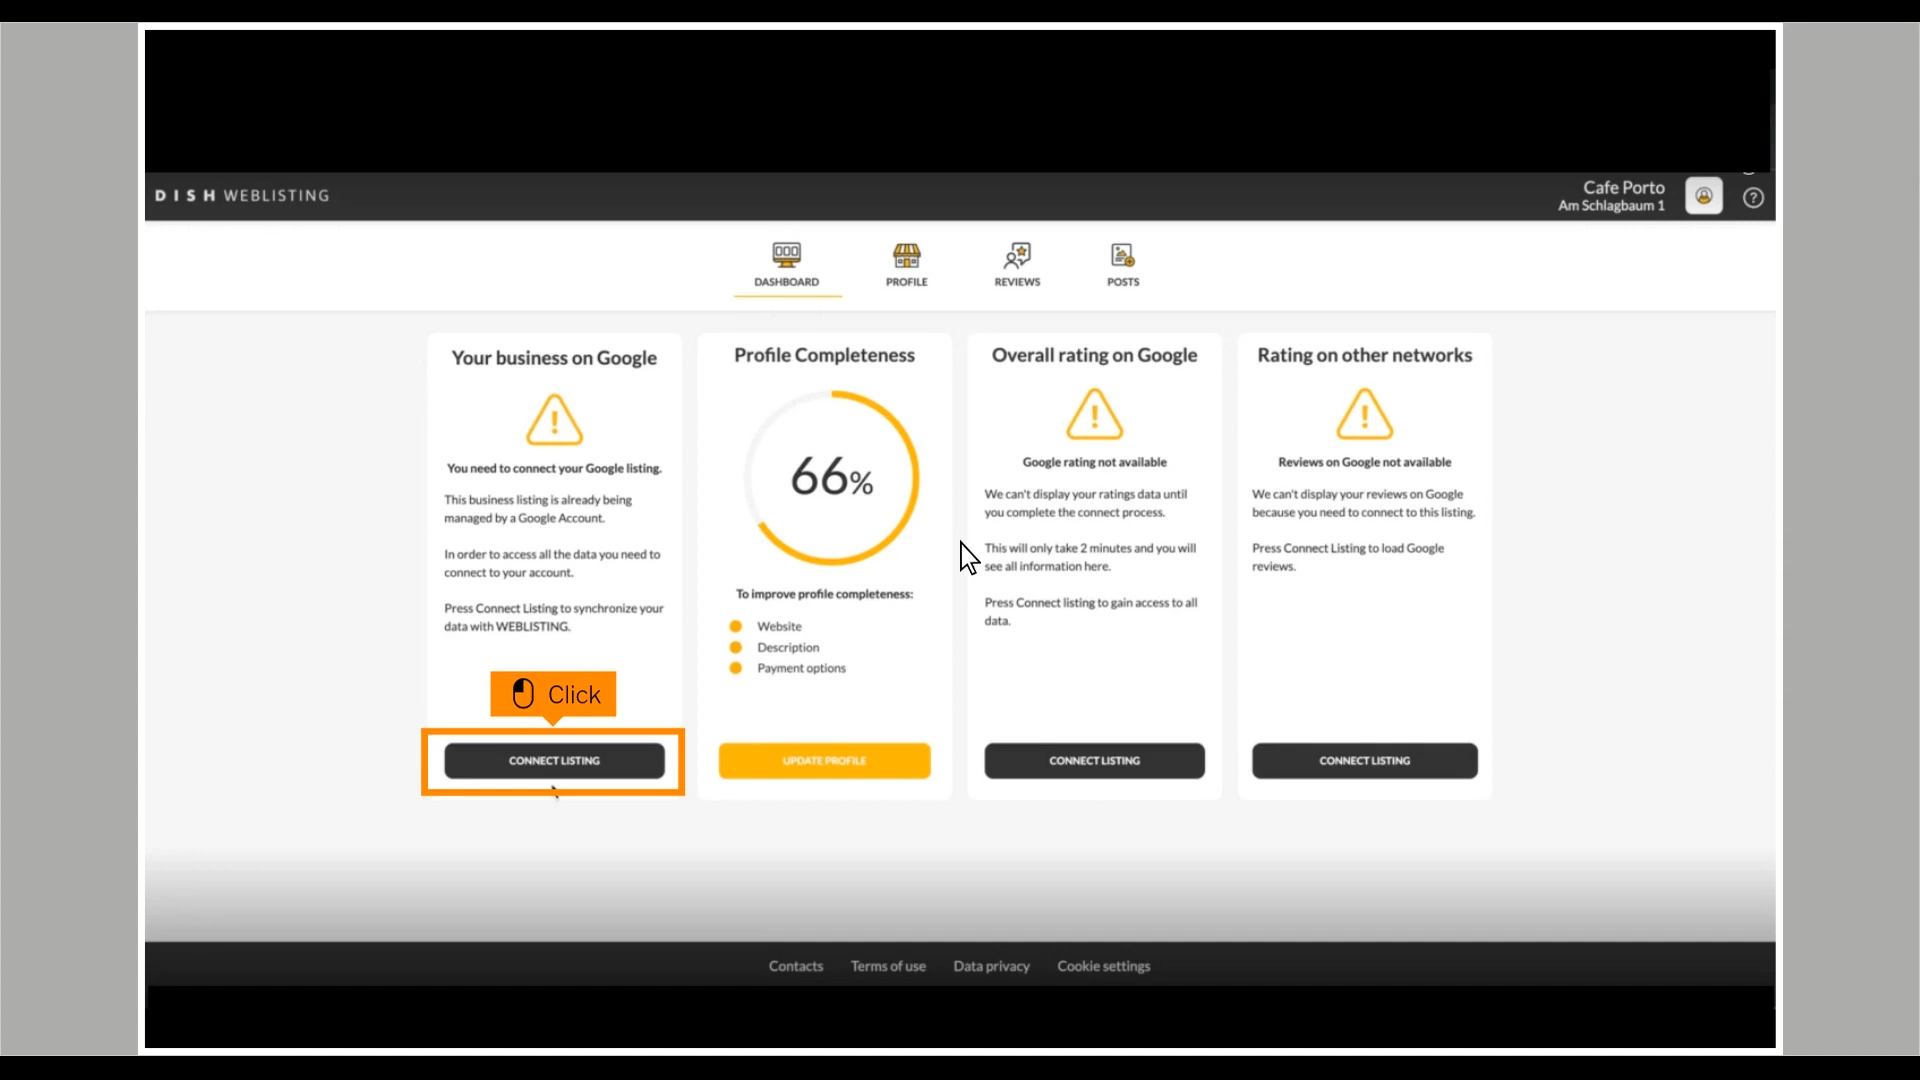 DISH WEBLISTING
Cafe Porto
Am Schlagbaum 1
DASHBOARD
PROFILE
REVIEWS
POSTS
Your business on Google
You need to connect your Google listing.
This business listing is already being
managed by a Google Account.
In order to access all the data you need to
connect to your account.
Press Connect Listing to synchronize your
data with WEBLISTING.
Click
CONNECT LISTING
Profile Completeness
66%
To improve profile completeness:
Website
Description
Payment options
UPDATE PROFILE
Overall rating on Google
Google rating not available
We can't display your ratings data until
you complete the connect process.
This will only take 2 minutes and you will
see all information here.
Press Connect listing to gain access to all
data.
CONNECT LISTING
Rating on other networks
Reviews on Google not available
We can't display your reviews on Google
because you need to connect to this listing.
Press Connect Listing to load Google
reviews.
CONNECT LISTING
Contacts
Terms of use
Data privacy
Cookie settings